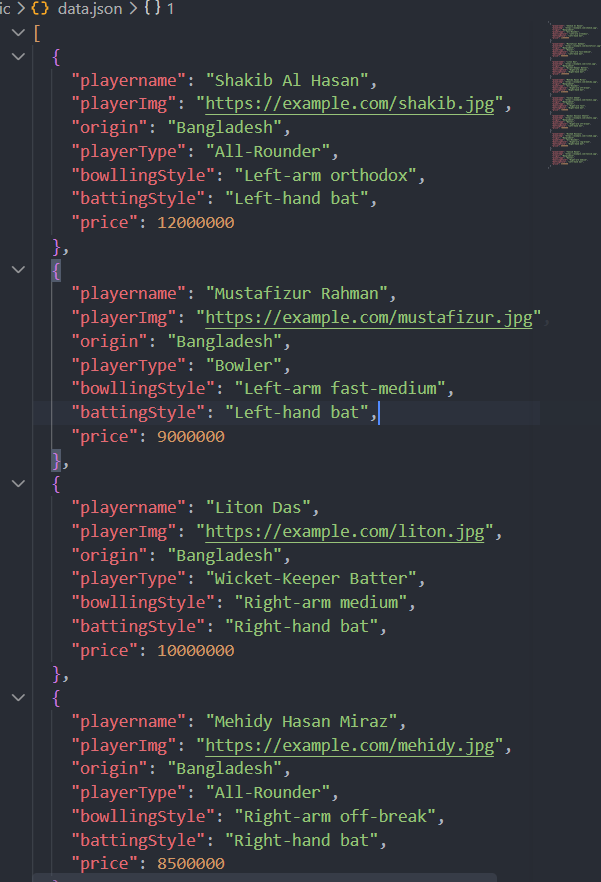 ic > {} data.json > { } 1
[
{
"playername": "Shakib Al Hasan",
"playerImg": "https://example.com/shakib.jpg",
"origin": "Bangladesh",
"playerType": "All-Rounder",
"bowllingStyle": "Left-arm orthodox",
"battingStyle": "Left-hand bat",
"price": 12000000
},
{
"playername": "Mustafizur Rahman",
"playerImg": "https://example.com/mustafizur.jpg",
"origin": "Bangladesh",
"playerType": "Bowler",
"bowllingStyle": "Left-arm fast-medium",
"battingStyle": "Left-hand bat",
"price": 9000000
},
{
"playername": "Liton Das",
"playerImg": "https://example.com/liton.jpg",
"origin": "Bangladesh",
"playerType": "Wicket-Keeper Batter",
"bowllingStyle": "Right-arm medium",
"battingStyle": "Right-hand bat",
"price": 10000000
},
{
"playername": "Mehidy Hasan Miraz",
"playerImg": "https://example.com/mehidy.jpg",
"origin": "Bangladesh",
"playerType": "All-Rounder",
"bowllingStyle": "Right-arm off-break",
"battingStyle": "Right-hand bat",
"price": 8500000